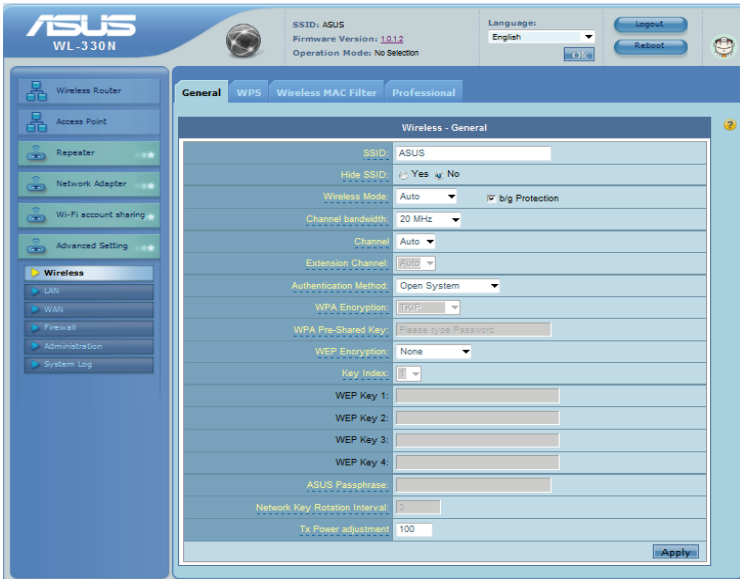 ASUS
WL-330N
SSID: ASUS
Firmware Version: 1.0.1.2
Operation Mode: No Selection
Language:
English
OK
Logout
Reboot
Wireless Router
Access Point
Repeater
Network Adapter
Wi-Fi account sharing
Advanced Setting
Wireless
LAN
WAN
Firewall
Administration
System Log
General WPS Wireless MAC Filter Professional
Wireless - General
SSID: ASUS
Hide SSID: Yes No
Wireless Mode: Auto b/g Protection
Channel bandwidth: 20 MHz
Channel Auto
Extension Channel: Auto
Authentication Method: Open System
WPA Encryption: TKIP
WPA Pre-Shared Key: Please type Password
WEP Encryption: None
Key Index: 1
WEP Key 1:
WEP Key 2:
WEP Key 3:
WEP Key 4:
ASUS Passphrase:
Network Key Rotation Interval: 0
Tx Power adjustment 100
Apply